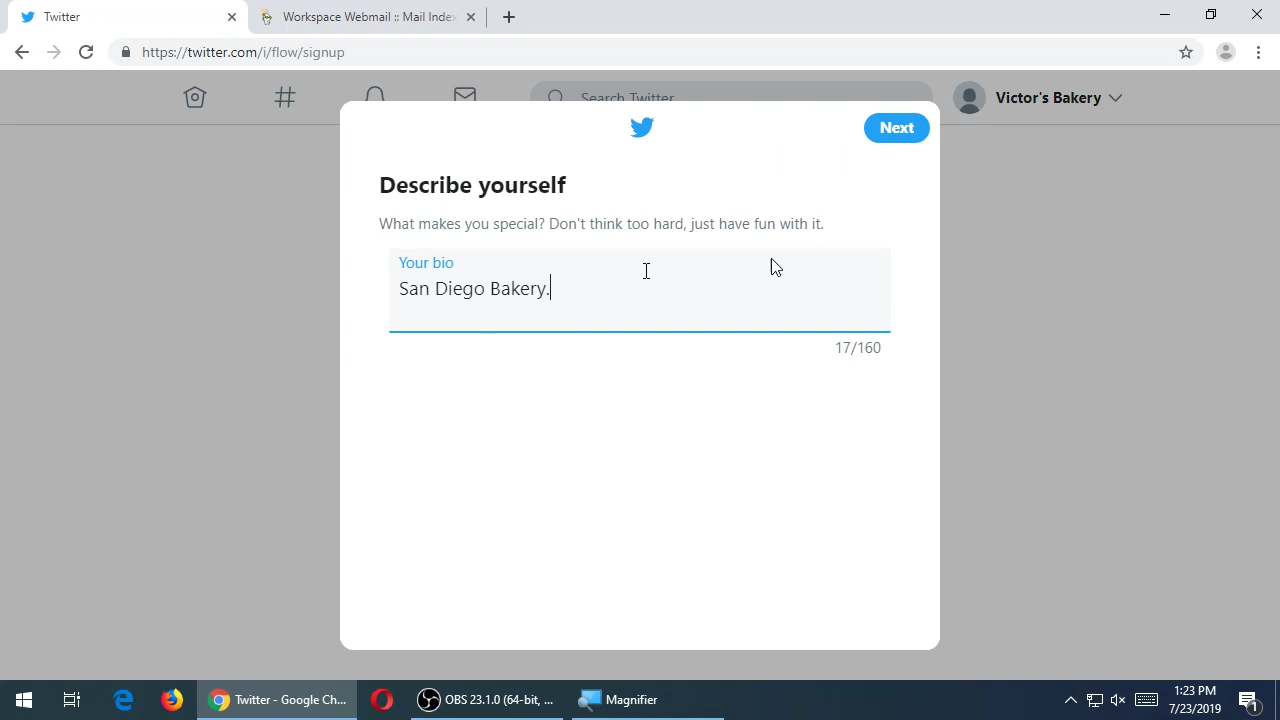 Twitter
Workspace Webmail :: Mail Index
https://twitter.com/i/flow/signup
Search Twitter
Victor's Bakery
Next
Describe yourself
What makes you special? Don't think too hard, just have fun with it.
Your bio
San Diego Bakery.
17/160
Twitter - Google Ch...
OBS 23.1.0 (64-bit, ...
Magnifier
1:23 PM
7/23/2019
1